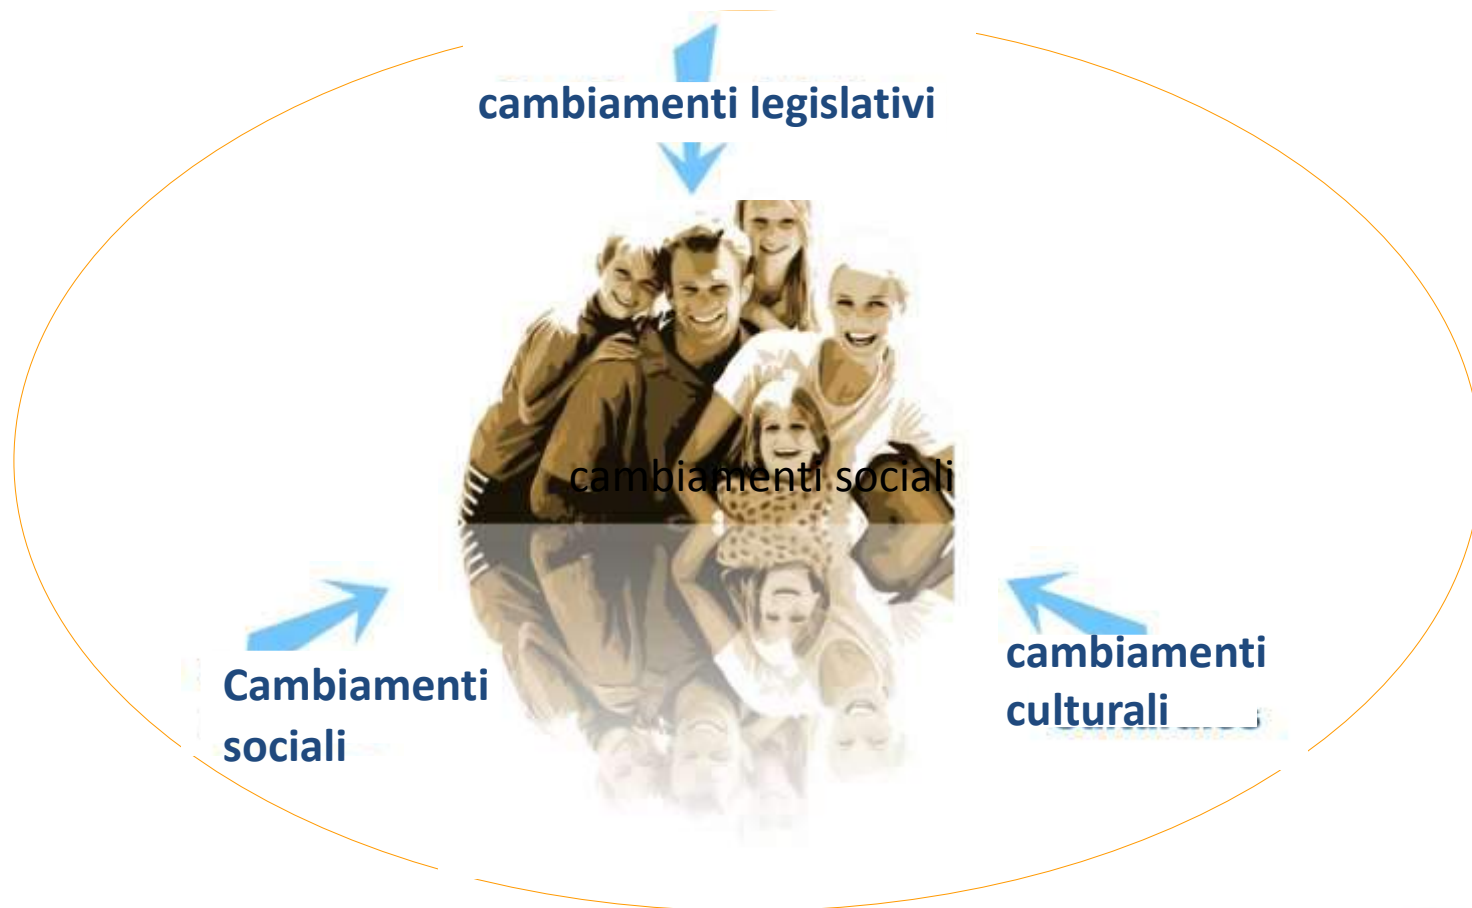 cambiamenti legislativi
cambiamenti sociali
Cambiamenti
sociali
cambiamenti
culturali